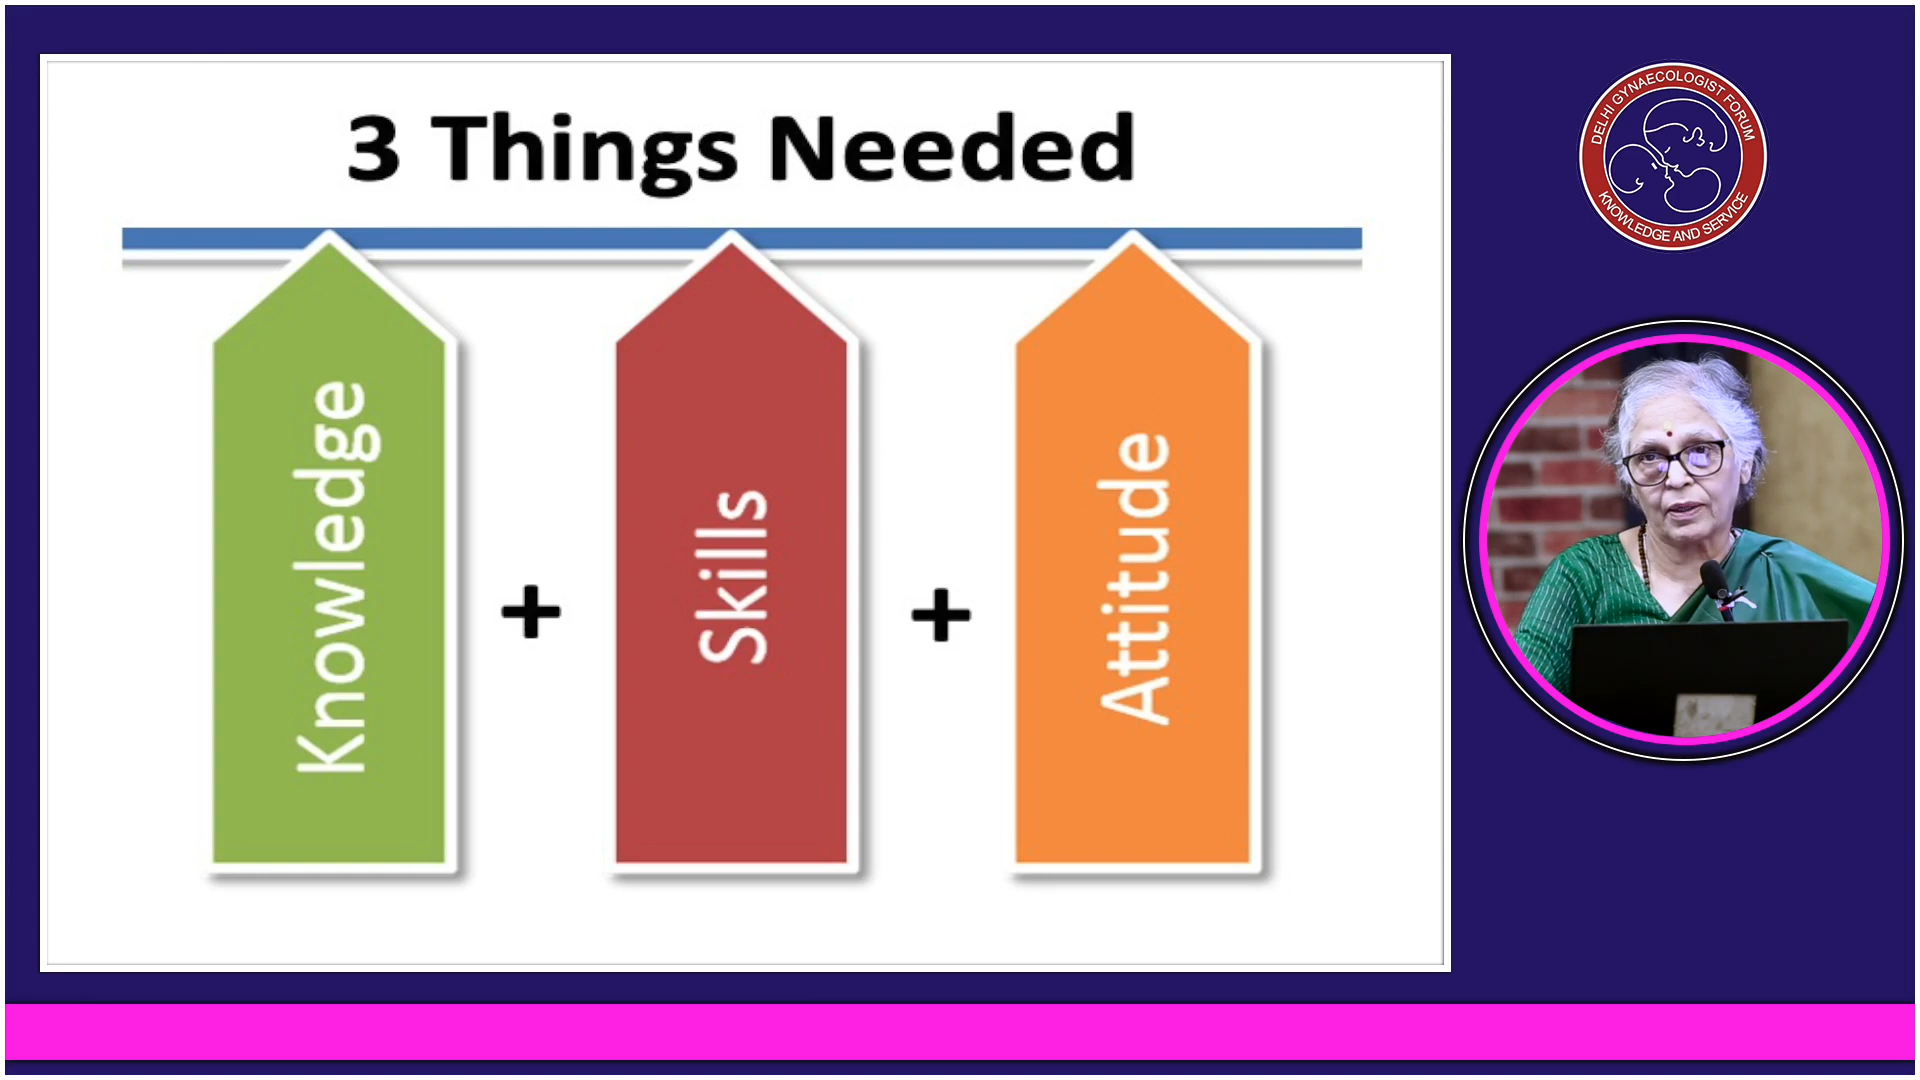 3 Things Needed
Knowledge
+
Skills
+
Attitude
DELHI GYNAECOLOGIST FORUM
KNOWLEDGE AND SERVICE